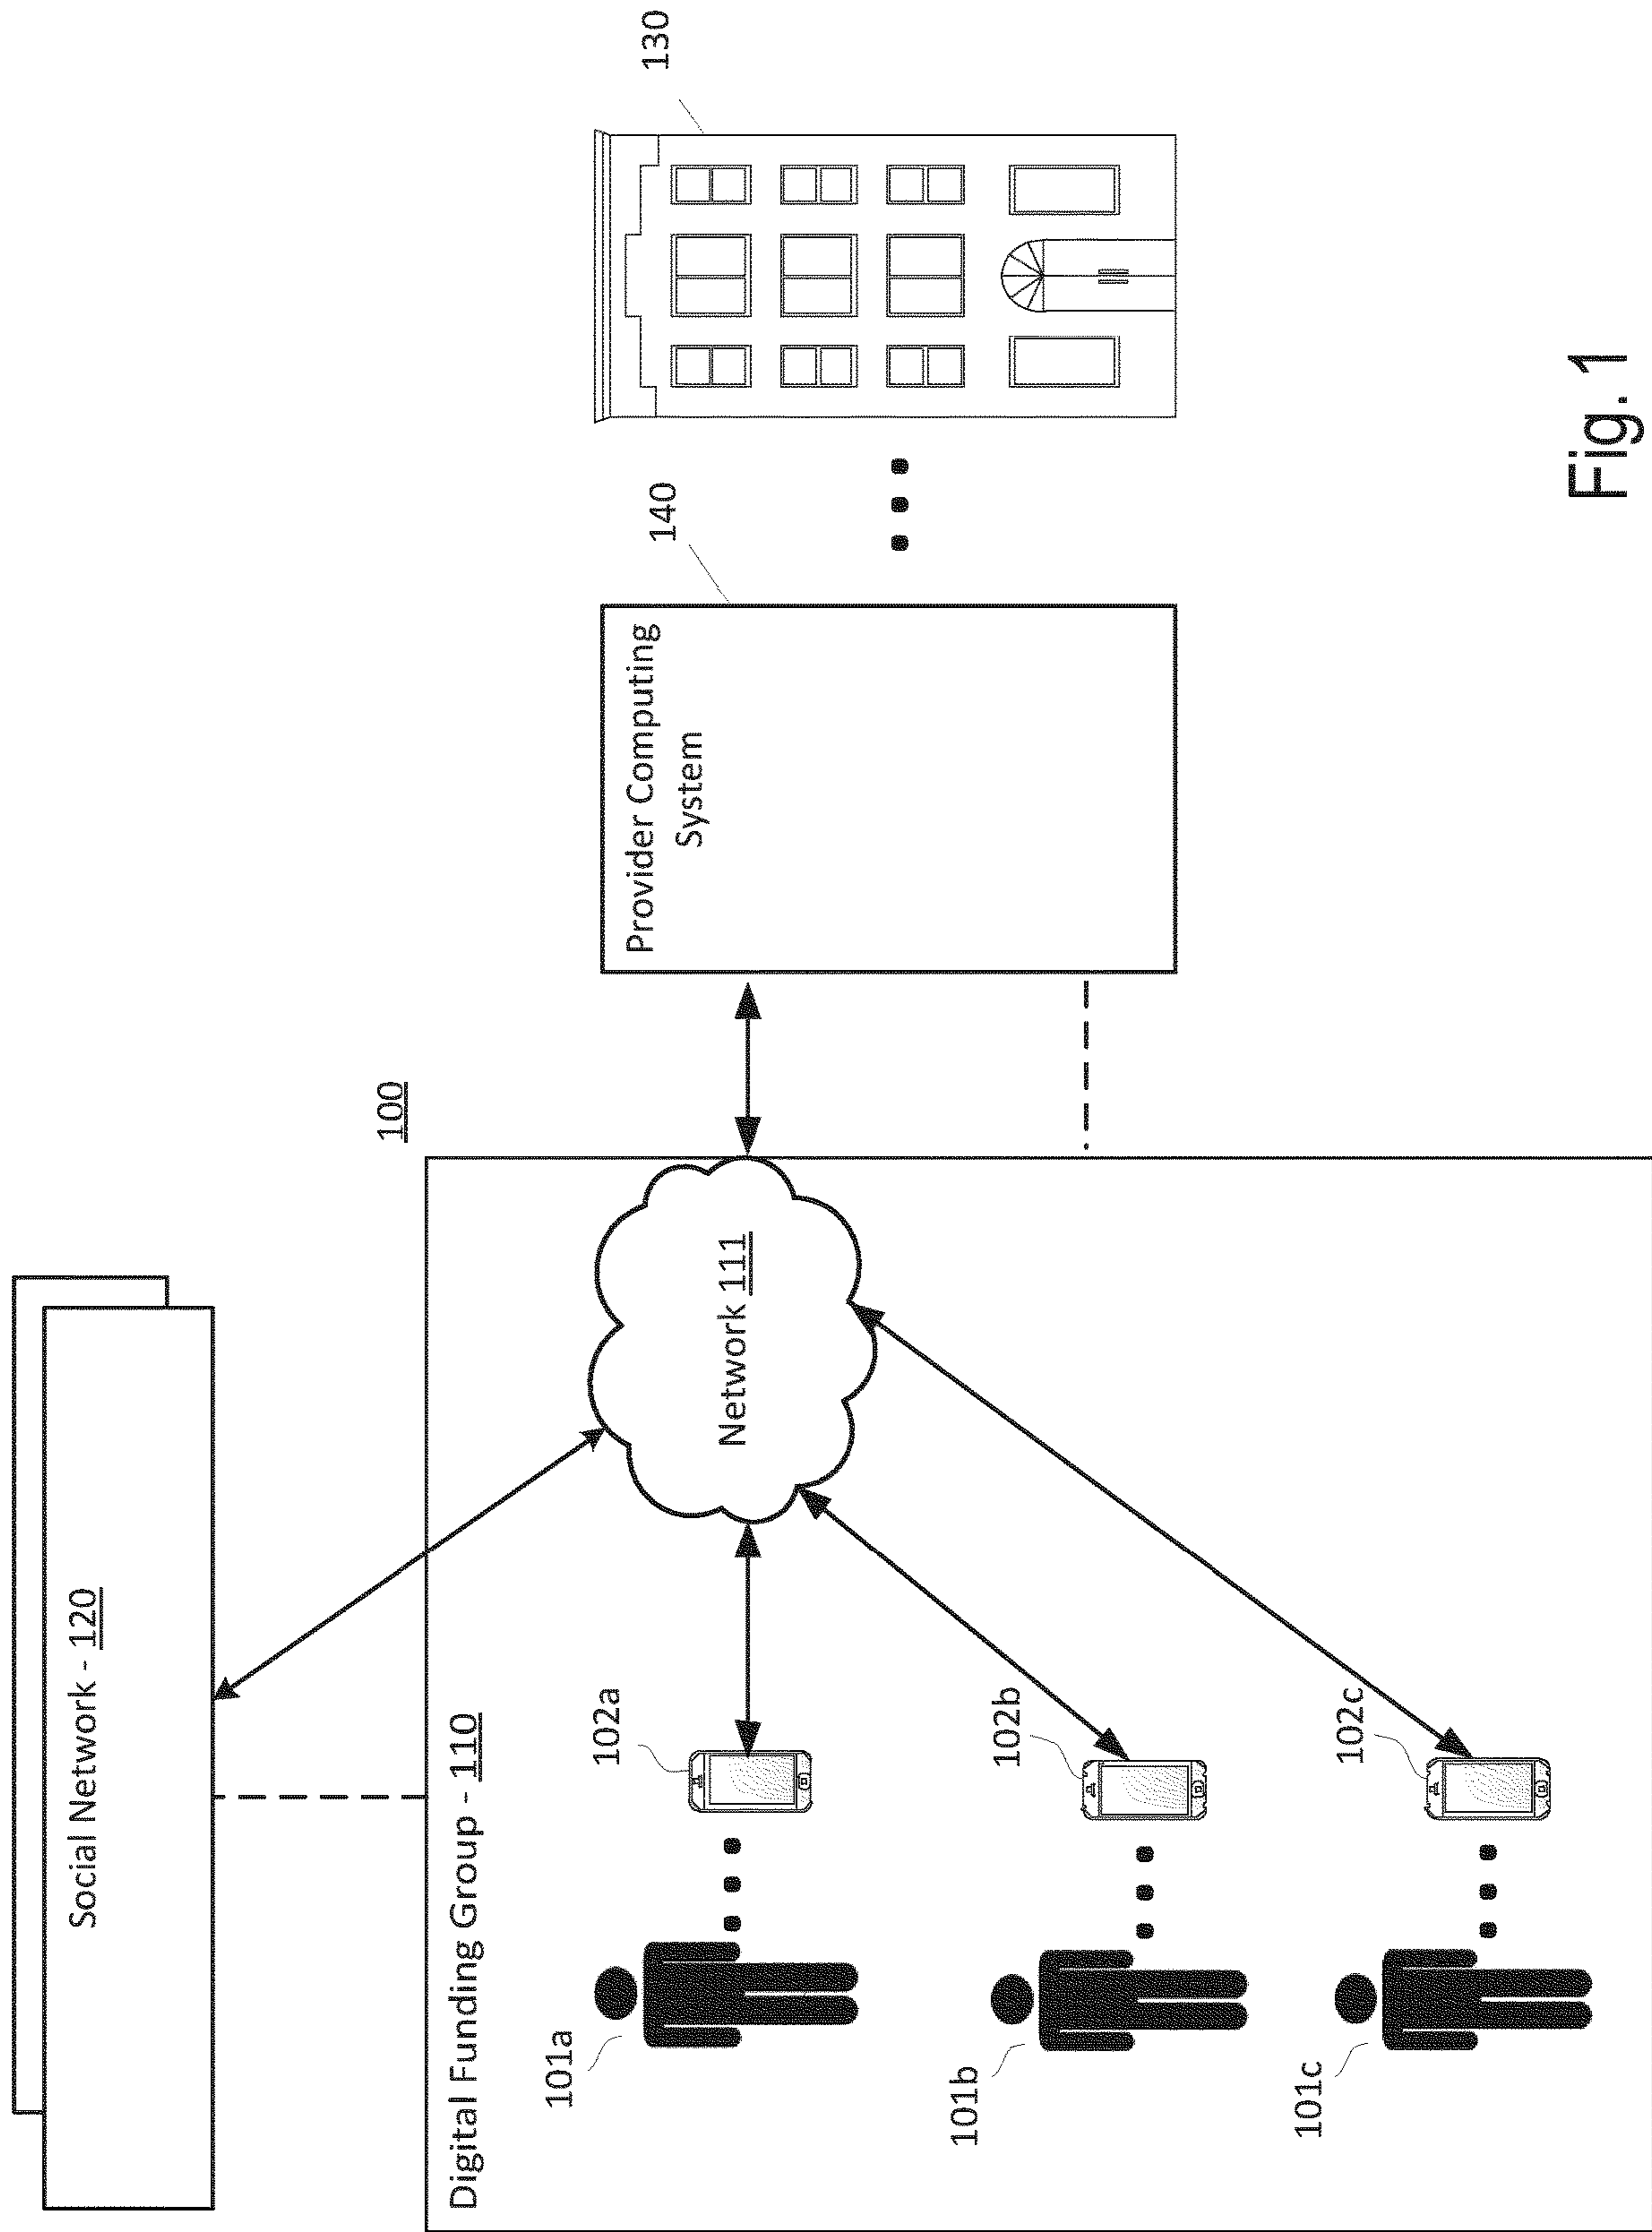 Social Network - 120
100
Digital Funding Group - 110
130
140
101a
102a
Network 111
Provider Computing
System
101b
102b
101c
102c
Fig. 1